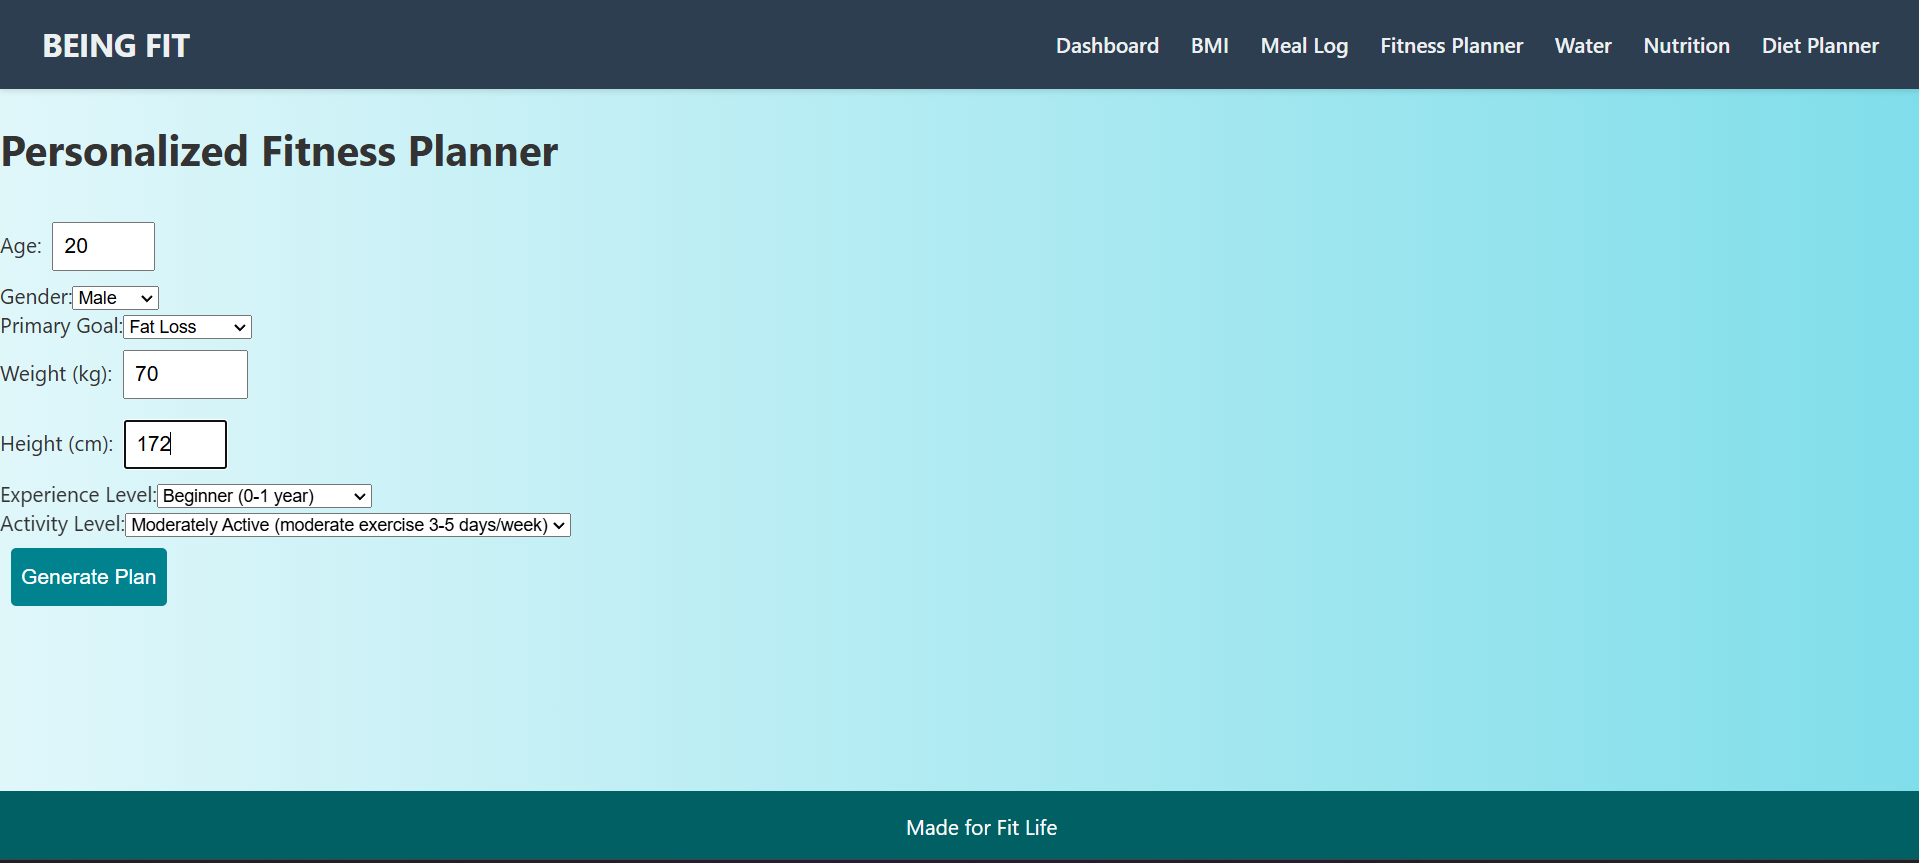 BEING FIT
Dashboard BMI Meal Log Fitness Planner Water Nutrition Diet Planner
Personalized Fitness Planner
Age: 20
Gender: Male
Primary Goal: Fat Loss
Weight (kg): 70
Height (cm): 172
Experience Level: Beginner (0-1 year)
Activity Level: Moderately Active (moderate exercise 3-5 days/week)
Generate Plan
Made for Fit Life